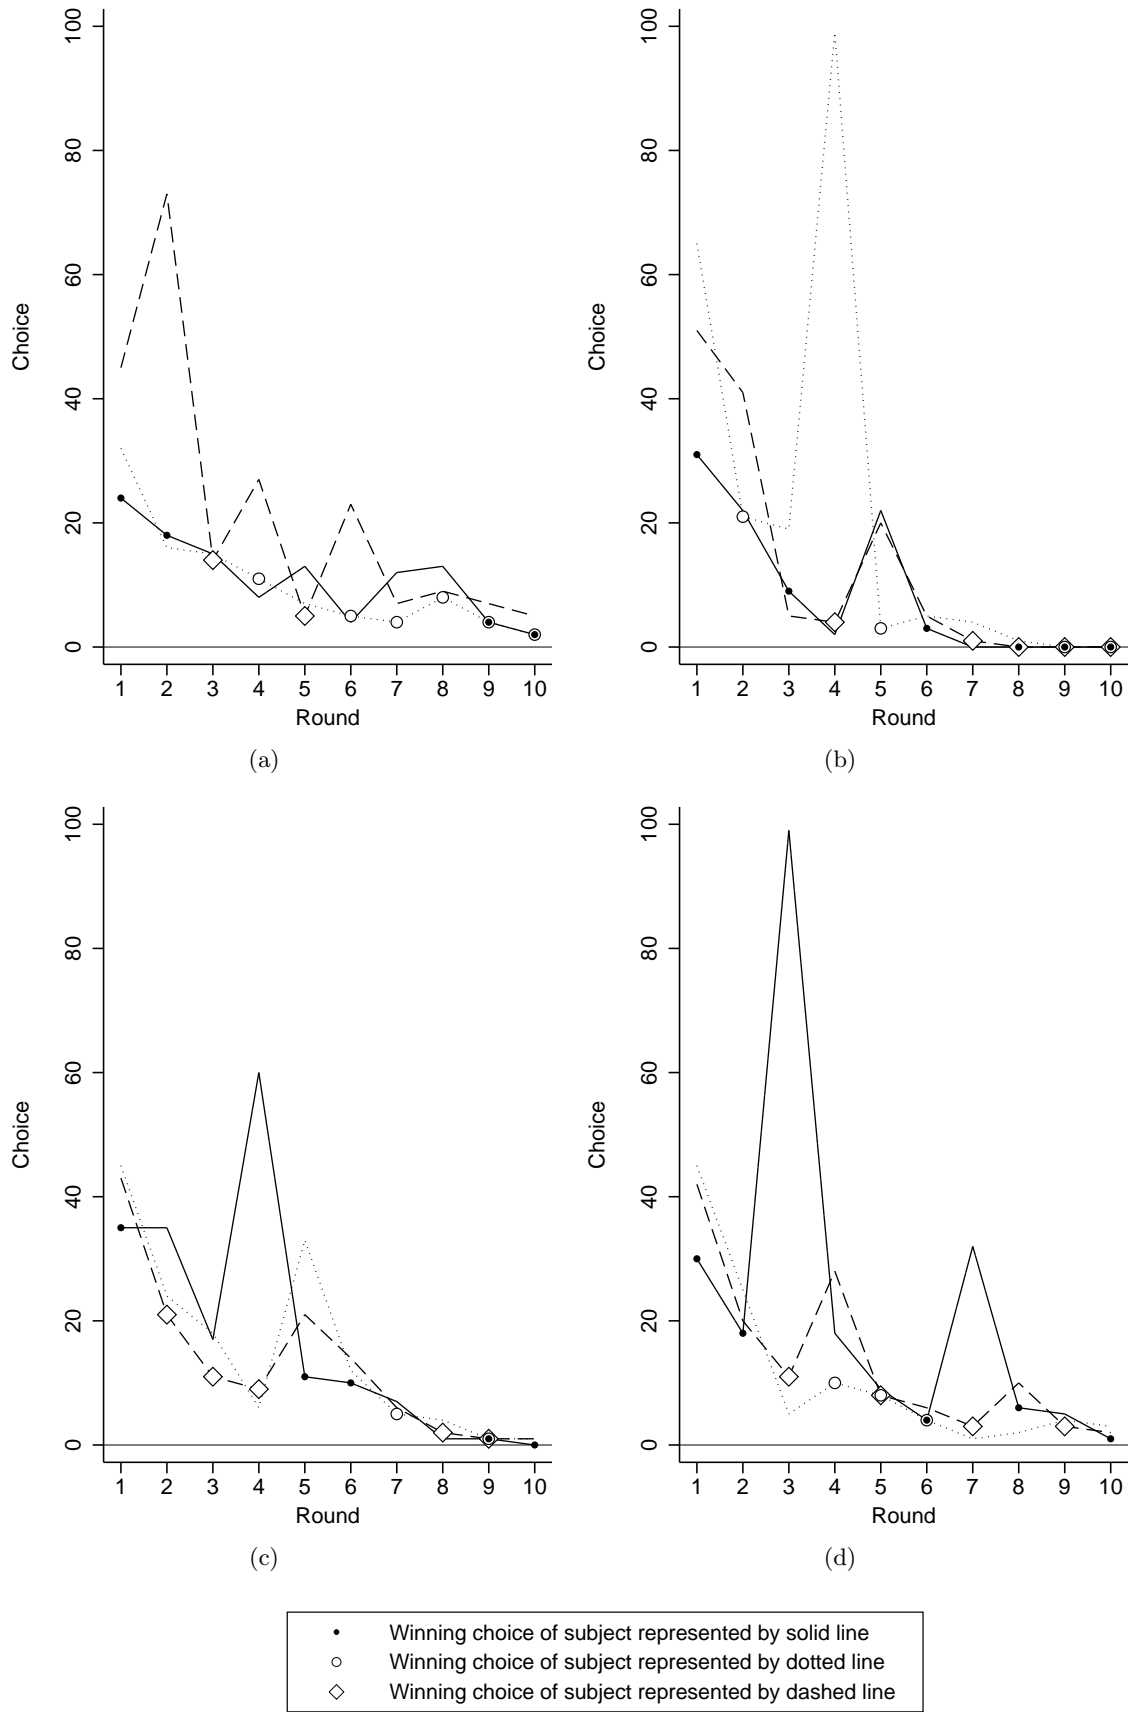 100
80
60
40
20
0
Choice
1 2 3 4 5 6 7 8 9 10
Round
(a)
100
80
60
40
20
0
Choice
1 2 3 4 5 6 7 8 9 10
Round
(b)
100
80
60
40
20
0
Choice
1 2 3 4 5 6 7 8 9 10
Round
(c)
100
80
60
40
20
0
Choice
1 2 3 4 5 6 7 8 9 10
Round
(d)
Winning choice of subject represented by solid line
Winning choice of subject represented by dotted line
Winning choice of subject represented by dashed line